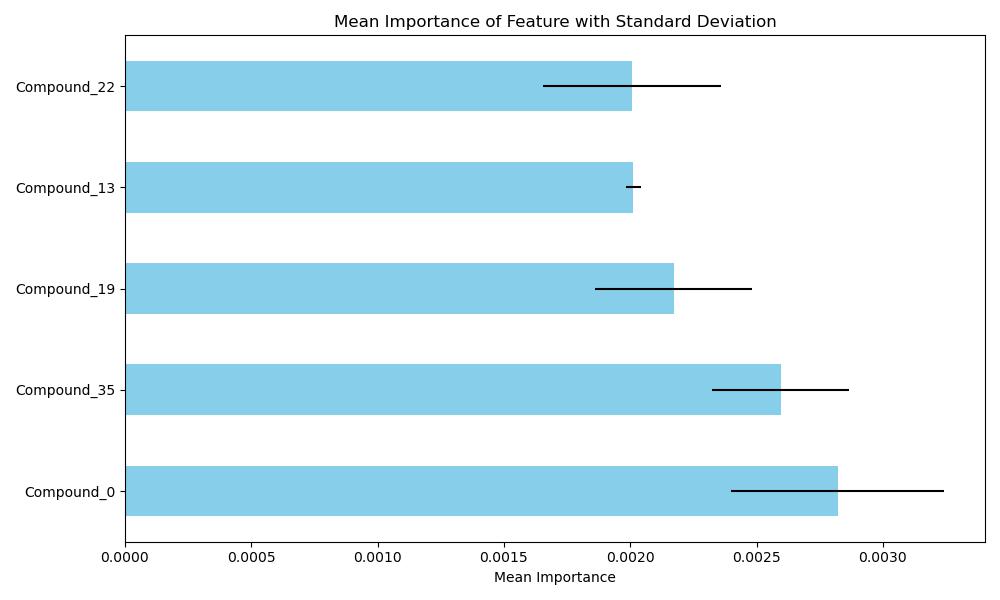 Mean Importance of Feature with Standard Deviation
Compound_22
Compound_13
Compound_19
Compound_35
Compound_0
0.0000 0.0005 0.0010 0.0015 0.0020 0.0025 0.0030
Mean Importance